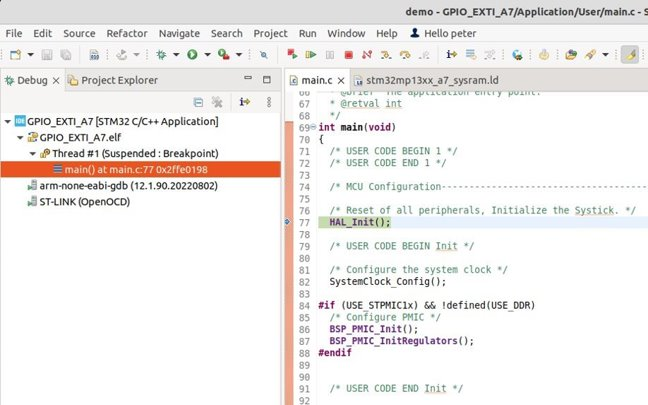 demo - GPIO_EXTI_A7/Application/User/main.c - S
File Edit Source Refactor Navigate Search Project Run Window Help Hello peter
Debug Project Explorer
main.c stm32mp13xx_a7_sysram.ld
GPIO_EXTI_A7 [STM32 C/C++ Application]
GPIO_EXTI_A7.elf
Thread #1 (Suspended : Breakpoint)
main() at main.c:77 0x2ffe0198
arm-none-eabi-gdb (12.1.90.20220802)
ST-LINK (OpenOCD)
66 * @brief The application entry point.
67 * @retval int
68 */
69 int main(void)
70 {
71 /* USER CODE BEGIN 1 */
72 /* USER CODE END 1 */
73
74 /* MCU Configuration--------------------------------
75
76 /* Reset of all peripherals, Initialize the Systick. */
77 HAL_Init();
78
79 /* USER CODE BEGIN Init */
80
81 /* Configure the system clock */
82 SystemClock_Config();
83
84 #if (USE_STPMIC1x) && !defined(USE_DDR)
85 /* Configure PMIC */
86 BSP_PMIC_Init();
87 BSP_PMIC_InitRegulators();
88 #endif
89
90
91 /* USER CODE END Init */
92